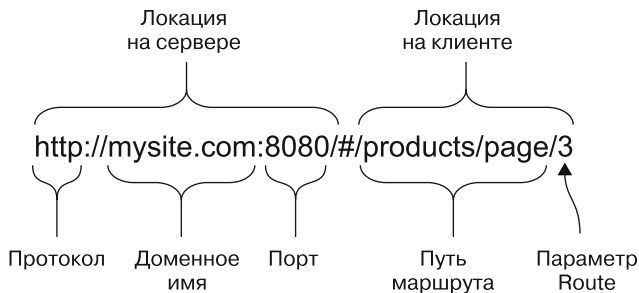 Локация
на сервере
Локация
на клиенте
http://mysite.com:8080/#/products/page/3
Протокол
Доменное
имя
Порт
Путь
маршрута
Параметр
Route